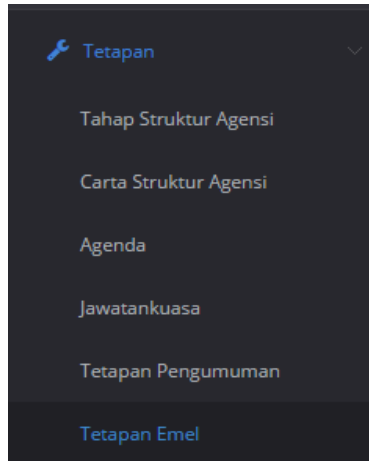 Tetapan
Tahap Struktur Agensi
Carta Struktur Agensi
Agenda
Jawatankuasa
Tetapan Pengumuman
Tetapan Emel